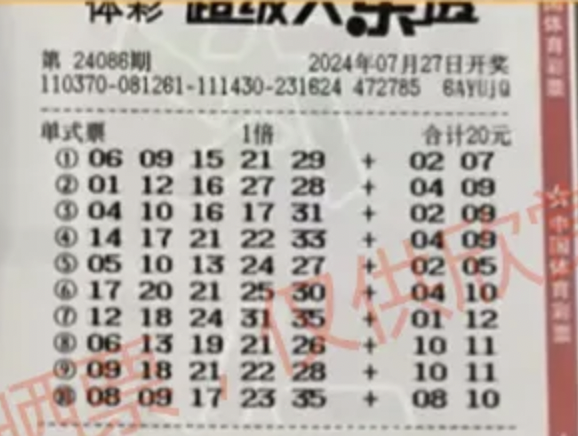 体彩 超级大乐透
第 24086期 2024年07月27日开奖
110370-081261-111430-231624 472785 6AYUjQ
单式票 1倍 合计20元
① 06 09 15 21 29 + 02 07
② 01 12 16 27 28 + 04 09
③ 04 10 16 17 31 + 02 09
④ 14 17 21 22 33 + 04 09
⑤ 05 10 13 24 27 + 02 05
⑥ 17 20 21 25 30 + 04 10
⑦ 12 18 24 31 35 + 01 12
⑧ 06 13 19 21 26 + 10 11
⑨ 09 18 21 22 28 + 10 11
⑩ 08 09 17 23 35 + 08 10
晒票,仅供欣
国体育彩票
☆中国体育彩票